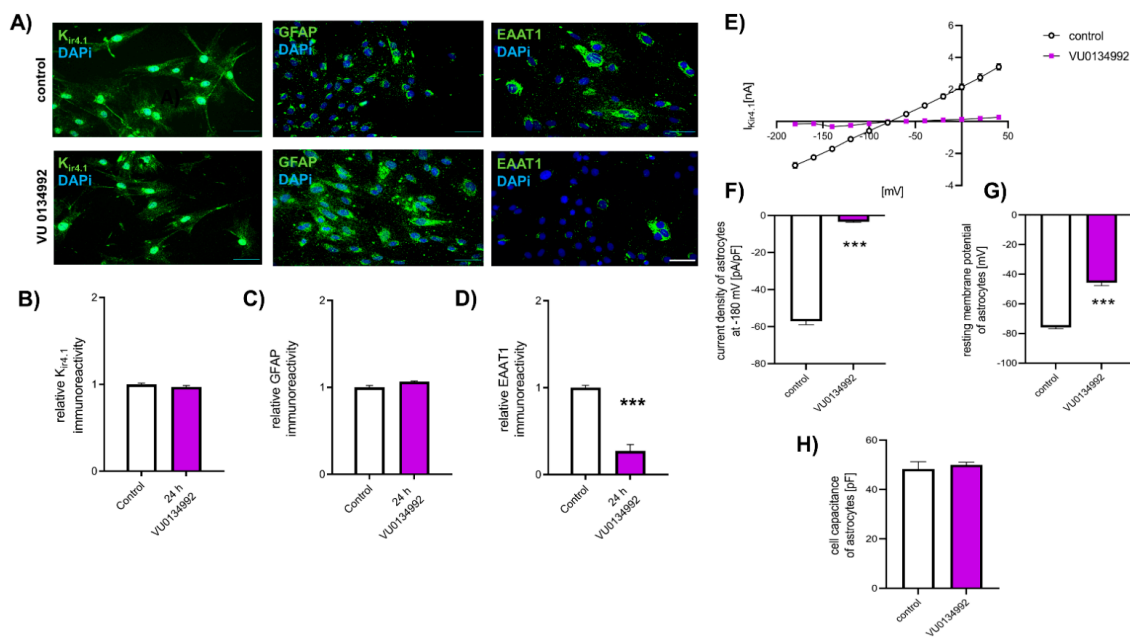 A)
control
K_ir4.1
DAPi
GFAP
DAPi
EAAT1
DAPi
VU 0134992
K_ir4.1
DAPi
GFAP
DAPi
EAAT1
DAPi
B)
relative K_ir4.1
immunoreactivity
2
1
0
Control
24 h
VU0134992
C)
relative GFAP
immunoreactivity
2
1
0
Control
24 h
VU0134992
D)
relative EAAT1
immunoreactivity
2
1
0
***
Control
24 h
VU0134992
E)
control
VU0134992
I_Kir4.1[nA]
6
4
2
-2
-4
-200
-150
-100
-50
50
[mV]
F)
current density of astrocytes
at -180 mV [pA/pF]
0
-20
-40
-60
-80
***
control
VU0134992
G)
resting membrane potential
of astrocytes [mV]
0
-20
-40
-60
-80
-100
***
control
VU0134992
H)
cell capacitance
of astrocytes [pF]
60
40
20
0
control
VU0134992